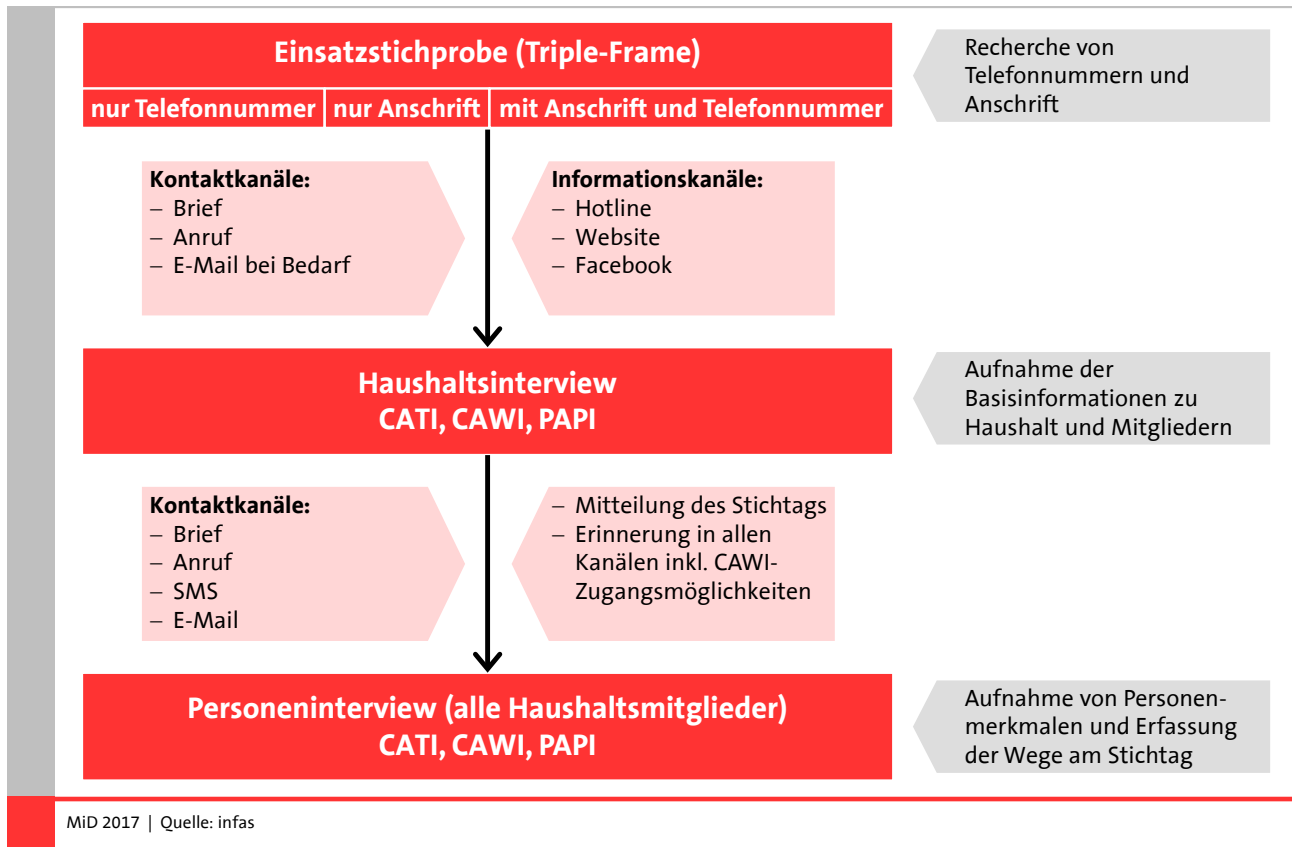 Einsatzstichprobe (Triple-Frame)
nur Telefonnummer
nur Anschrift
mit Anschrift und Telefonnummer
Recherche von
Telefonnummern und
Anschrift
Kontaktkanäle:
– Brief
– Anruf
– E-Mail bei Bedarf
Informationskanäle:
– Hotline
– Website
– Facebook
Haushaltsinterview
CATI, CAWI, PAPI
Aufnahme der
Basisinformationen zu
Haushalt und Mitgliedern
Kontaktkanäle:
– Brief
– Anruf
– SMS
– E-Mail
– Mitteilung des Stichtags
– Erinnerung in allen
Kanälen inkl. CAWI-
Zugangsmöglichkeiten
Personeninterview (alle Haushaltsmitglieder)
CATI, CAWI, PAPI
Aufnahme von Personen-
merkmalen und Erfassung
der Wege am Stichtag
MiD 2017 | Quelle: infas